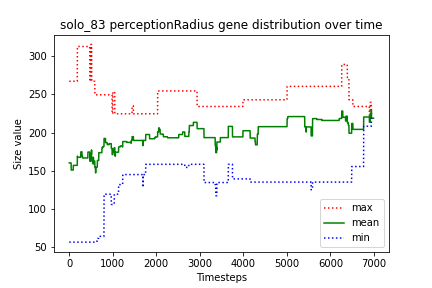 solo_83 perceptionRadius gene distribution over time
Size value
300
250
200
150
100
50
0
1000
2000
3000
4000
5000
6000
7000
Timesteps
max
mean
min